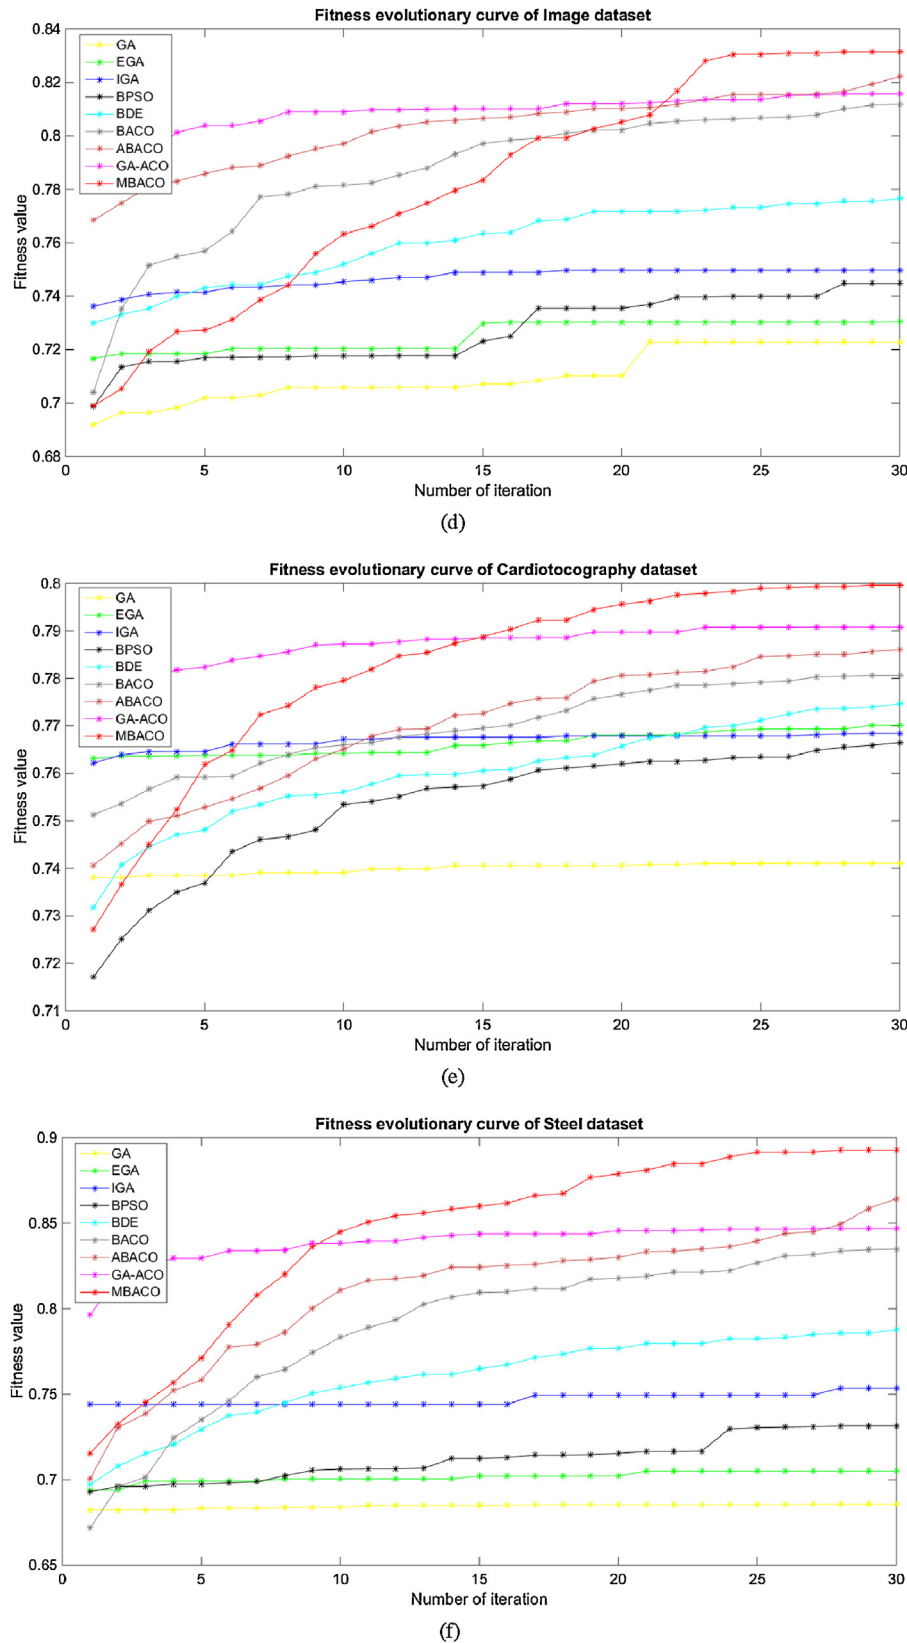 Fitness evolutionary curve of Image dataset
Fitness value
0.84
0.82
0.8
0.78
0.76
0.74
0.72
0.7
0.68
GA
EGA
IGA
BPSO
BDE
BACO
ABACO
GA-ACO
MBACO
0 5 10 15 20 25 30
Number of iteration
(d)
Fitness evolutionary curve of Cardiotocography dataset
Fitness value
0.8
0.79
0.78
0.77
0.76
0.75
0.74
0.73
0.72
0.71
GA
EGA
IGA
BPSO
BDE
BACO
ABACO
GA-ACO
MBACO
0 5 10 15 20 25 30
Number of iteration
(e)
Fitness evolutionary curve of Steel dataset
Fitness value
0.9
0.85
0.8
0.75
0.7
0.65
GA
EGA
IGA
BPSO
BDE
BACO
ABACO
GA-ACO
MBACO
0 5 10 15 20 25 30
Number of iteration
(f)